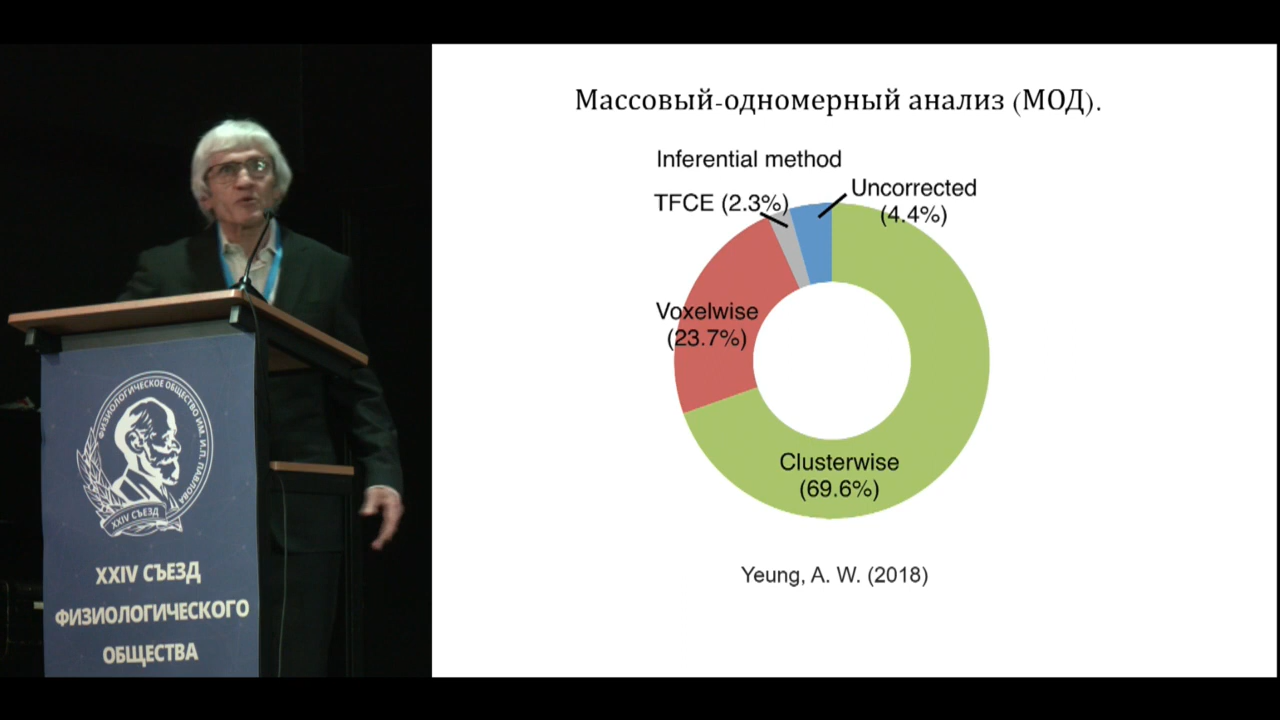 Массовый-одномерный анализ (МОД).
Inferential method
TFCE (2.3%)
Uncorrected
(4.4%)
Voxelwise
(23.7%)
Clusterwise
(69.6%)
Yeung, A. W. (2018)
ФИЗИОЛОГИЧЕСКОЕ ОБЩЕСТВО ИМ. И.П. ПАВЛОВА
XXIV СЪЕЗД
XXIV СЪЕЗД
ФИЗИОЛОГИЧЕСКОГО
ОБЩЕСТВА